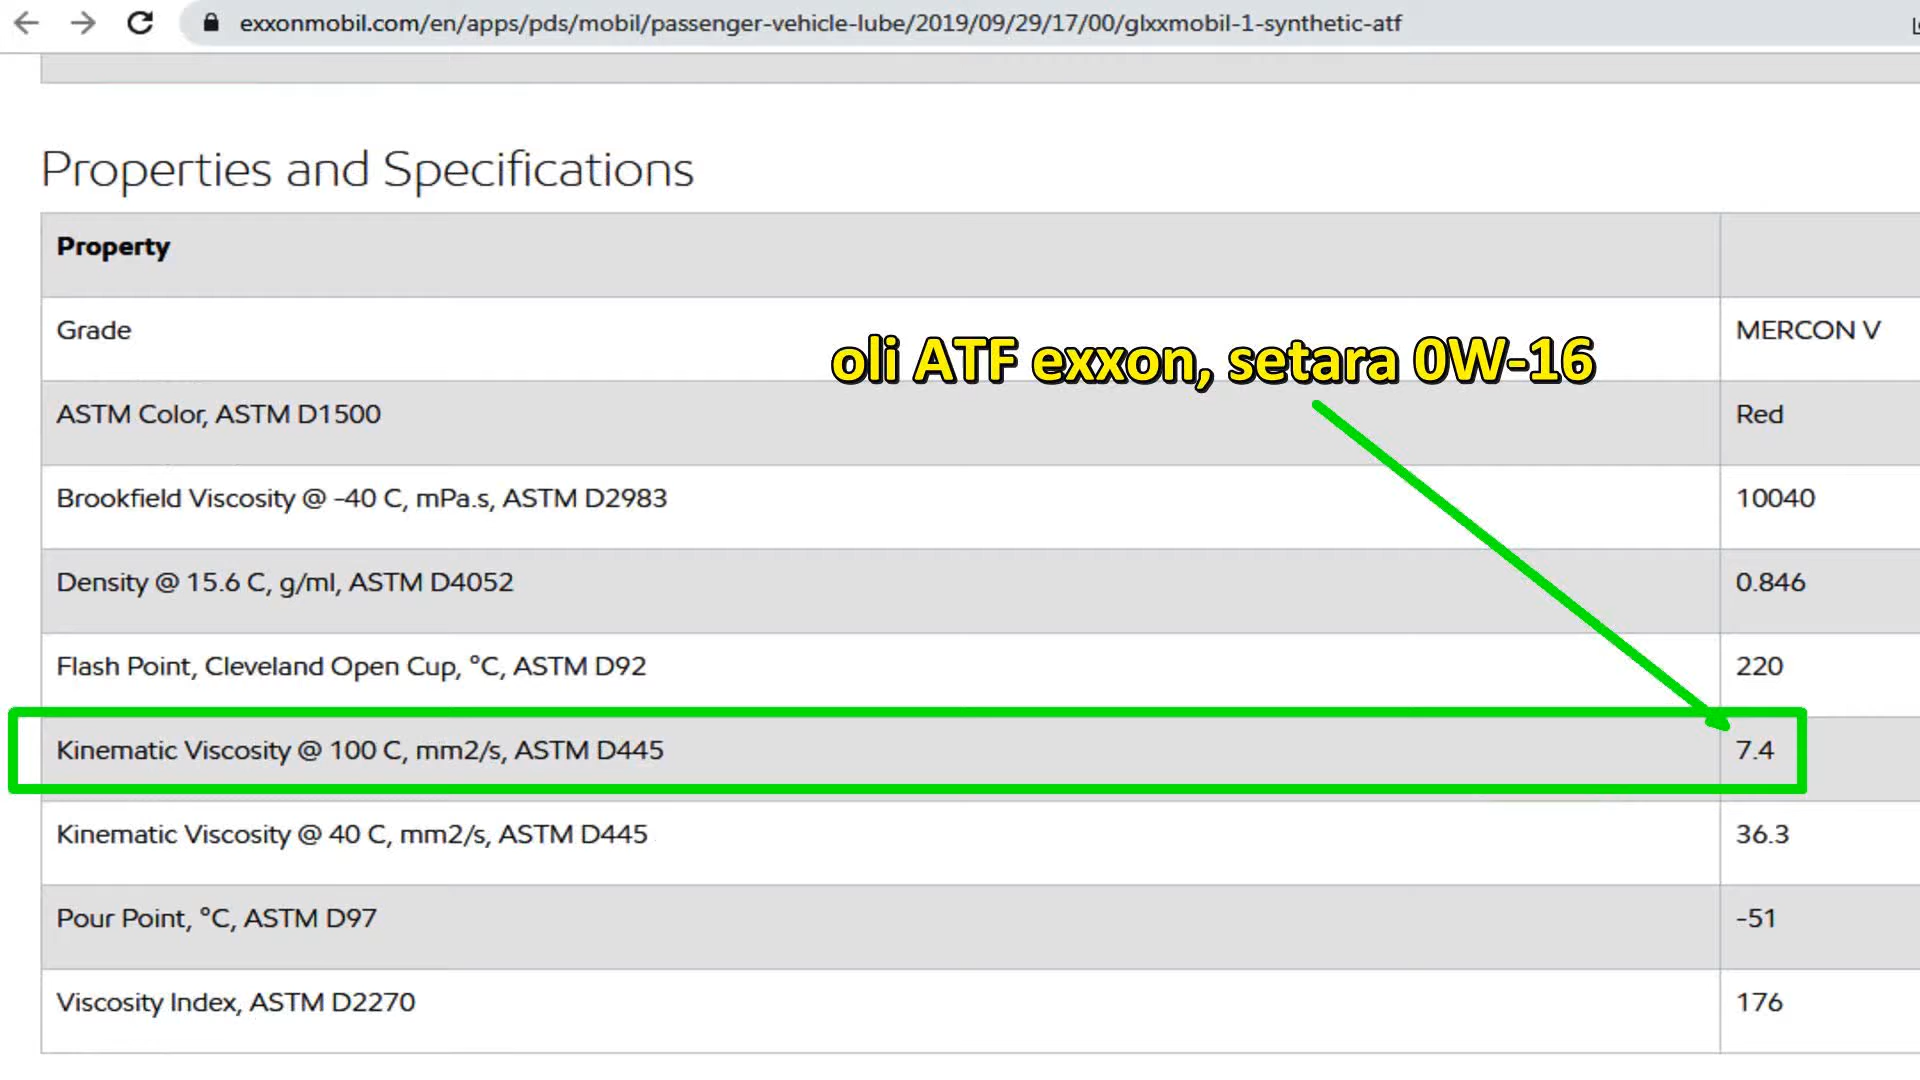 exxonmobil.com/en/apps/pds/mobil/passenger-vehicle-lube/2019/09/29/17/00/glxxmobil-1-synthetic-atf
Properties and Specifications
Property
Grade
MERCON V
oli ATF exxon, setara 0W-16
ASTM Color, ASTM D1500
Red
Brookfield Viscosity @ -40 C, mPa.s, ASTM D2983
10040
Density @ 15.6 C, g/ml, ASTM D4052
0.846
Flash Point, Cleveland Open Cup, °C, ASTM D92
220
Kinematic Viscosity @ 100 C, mm2/s, ASTM D445
7.4
Kinematic Viscosity @ 40 C, mm2/s, ASTM D445
36.3
Pour Point, °C, ASTM D97
-51
Viscosity Index, ASTM D2270
176